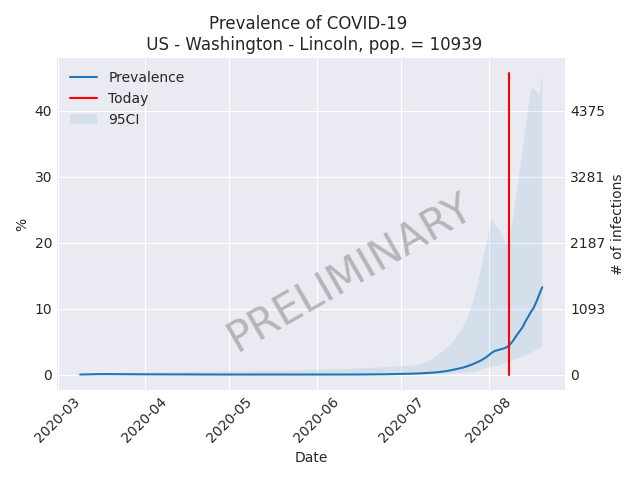 Prevalence of COVID-19
US - Washington - Lincoln, pop. = 10939
Prevalence
Today
95CI
40
30
20
10
0
%
4375
3281
2187
1093
0
# of infections
PRELIMINARY
2020-03
2020-04
2020-05
2020-06
2020-07
2020-08
Date